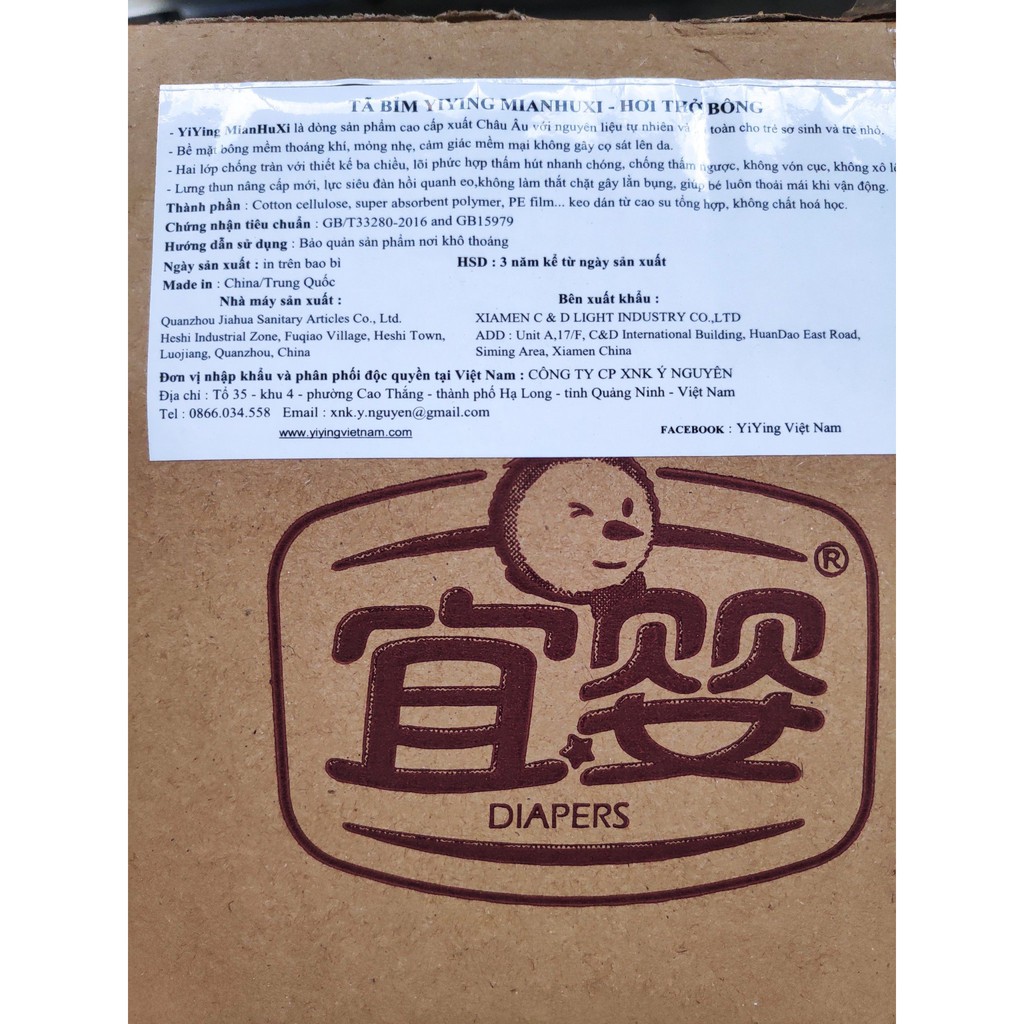 TÃ BỈM YIYING MIANHUXI - HƠI THỞ BÔNG
- YiYing MianHuXi là dòng sản phẩm cao cấp xuất Châu Âu với nguyên liệu tự nhiên và toàn cho trẻ sơ sinh và trẻ nhỏ.
- Bề mặt bông mềm thoáng khí, mỏng nhẹ, cảm giác mềm mại không gây cọ sát lên da.
- Hai lớp chống tràn với thiết kế ba chiều, lõi phức hợp thấm hút nhanh chóng, chống thấm ngược, không vón cục, không xô
- Lưng thun nâng cấp mới, lực siêu đàn hồi quanh eo,không làm thắt chặt gây lằn bụng, giúp bé luôn thoải mái khi vận động.
Thành phần : Cotton cellulose, super absorbent polymer, PE film... keo dán từ cao su tổng hợp, không chất hoá học.
Chứng nhận tiêu chuẩn : GB/T33280-2016 and GB15979
Hướng dẫn sử dụng : Bảo quản sản phẩm nơi khô thoáng
Ngày sản xuất : in trên bao bì HSD : 3 năm kể từ ngày sản xuất
Made in : China/Trung Quốc
Nhà máy sản xuất : Bên xuất khẩu :
Quanzhou Jiahua Sanitary Articles Co., Ltd. XIAMEN C & D LIGHT INDUSTRY CO.,LTD
Heshi Industrial Zone, Fuqiao Village, Heshi Town, ADD : Unit A,17/F, C&D International Building, HuanDao East Road,
Luojiang, Quanzhou, China Siming Area, Xiamen China
Đơn vị nhập khẩu và phân phối độc quyền tại Việt Nam : CÔNG TY CP XNK Ý NGUYÊN
Địa chỉ : Tổ 35 - khu 4 - phường Cao Thắng - thành phố Hạ Long - tỉnh Quảng Ninh - Việt Nam
Tel : 0866.034.558 Email : xnk.y.nguyen@gmail.com
www.yiyingvietnam.com FACEBOOK : YiYing Việt Nam
®
宜婴
DIAPERS